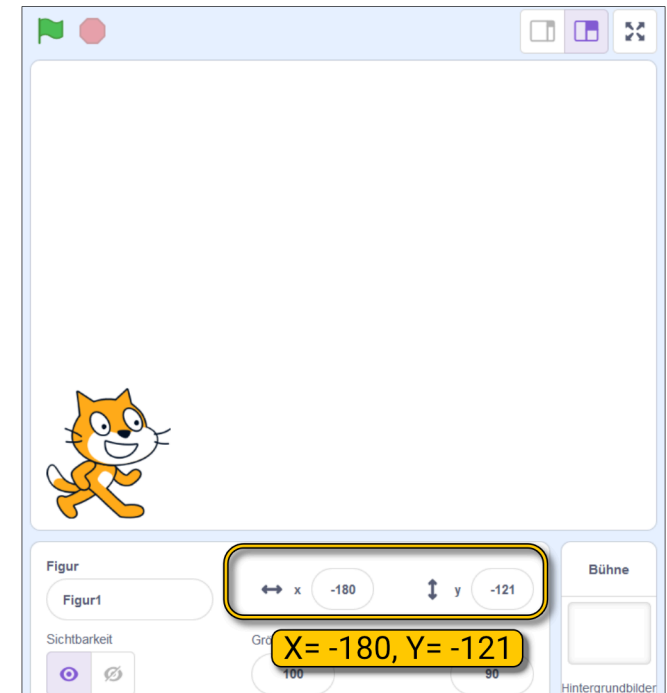 Figur
Figur1
x -180 y -121
Bühne
Sichtbarkeit
X= -180, Y= -121
100
90
Hintergrundbilder